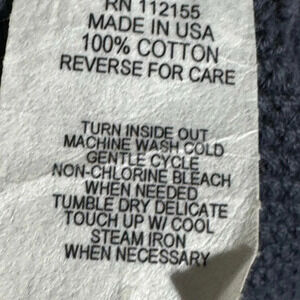 RN 112155
MADE IN USA
100% COTTON
REVERSE FOR CARE
TURN INSIDE OUT
MACHINE WASH COLD
GENTLE CYCLE
NON-CHLORINE BLEACH
WHEN NEEDED
TUMBLE DRY DELICATE
TOUCH UP W/ COOL
STEAM IRON
WHEN NECESSARY